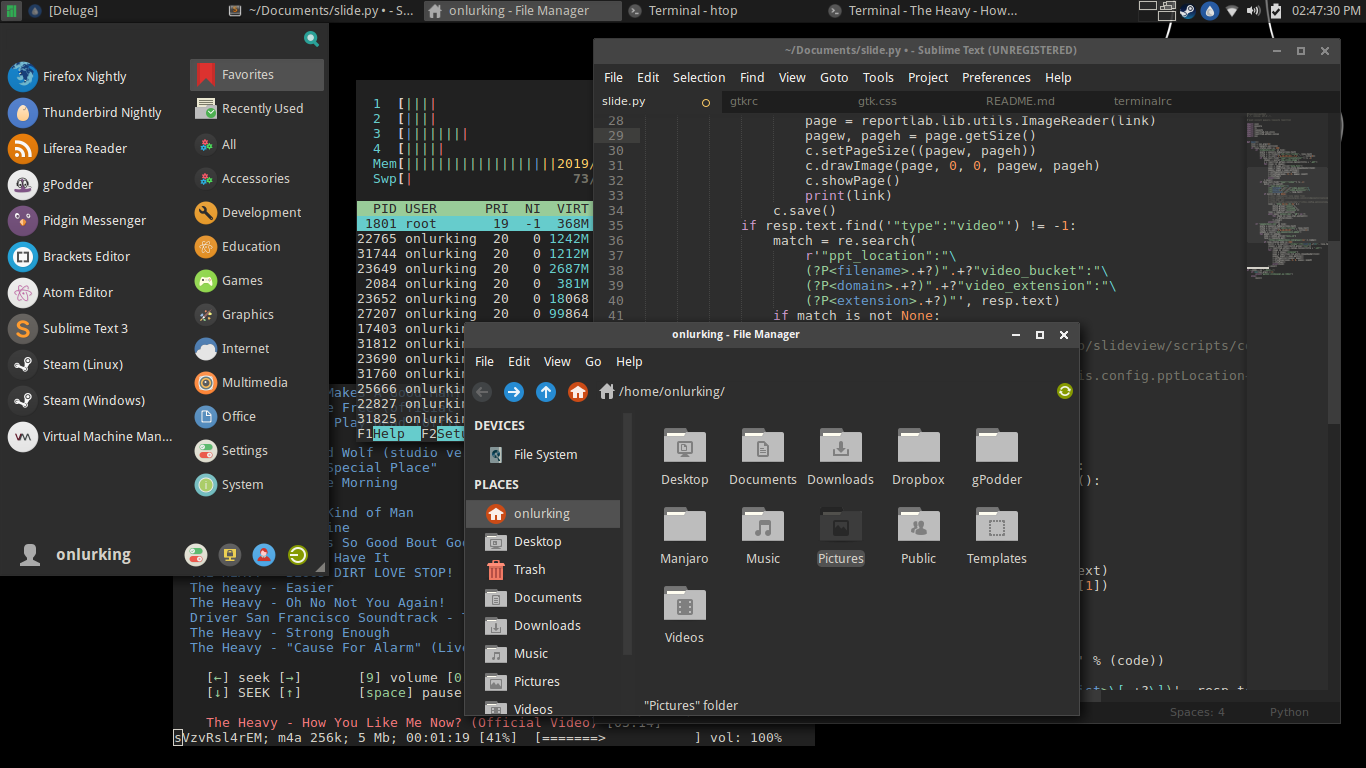 [Deluge]
~/Documents/slide.py • - S...
onlurking - File Manager
Terminal - htop
Terminal - The Heavy - How...
02:47:30 PM
Firefox Nightly
Thunderbird Nightly
Liferea Reader
gPodder
Pidgin Messenger
Brackets Editor
Atom Editor
Sublime Text 3
Steam (Linux)
Steam (Windows)
Virtual Machine Man...
Favorites
Recently Used
All
Accessories
Development
Education
Games
Graphics
Internet
Multimedia
Office
Settings
System
onlurking
1 [||||
2 [||||
3 [||||||||
4 [|||||
Mem[|||||||||||||||||||2019/
Swp[| 73/
PID USER PRI NI VIRT
1801 root 19 -1 368M
22765 onlurking 20 0 1242M
31744 onlurking 20 0 1212M
23649 onlurking 20 0 2687M
2084 onlurking 20 0 381M
23652 onlurking 20 0 18068
27207 onlurking 20 0 99864
17403 onlurkin
31812 onlurkin
23690 onlurkin
31760 onlurkin
25666 onlurkin
22827 onlurkin
31825 onlurkin
F1Help F2Set
~/Documents/slide.py • - Sublime Text (UNREGISTERED)
File Edit Selection Find View Goto Tools Project Preferences Help
slide.py gtkrc gtk.css README.md terminalrc
28 page = reportlab.lib.utils.ImageReader(link)
29 pagew, pageh = page.getSize()
30 c.setPageSize((pagew, pageh))
31 c.drawImage(page, 0, 0, pagew, pageh)
32 c.showPage()
33 print(link)
34 c.save()
35 if resp.text.find('"type":"video"') != -1:
36 match = re.search(
37 r'"ppt_location":"\
38 (?P<filename>.+?)".+?"video_bucket":"\
39 (?P<domain>.+?)".+?"video_extension":"\
40 (?P<extension>.+?)"', resp.text)
41 if match is not None:
o/slideview/scripts/c
is.config.pptLocation
:
():
ext)
[1])
' % (code))
Spaces: 4 Python
onlurking - File Manager
File Edit View Go Help
/home/onlurking/
DEVICES
File System
PLACES
onlurking
Desktop
Trash
Documents
Downloads
Music
Pictures
Videos
Desktop Documents Downloads Dropbox gPodder
Manjaro Music Pictures Public Templates
Videos
"Pictures" folder
d Wolf (studio ve
Special Place"
e Morning
Kind of Man
ine
s So Good Bout Goo
Have It
DIRT LOVE STOP!
The heavy - Easier
The Heavy - Oh No Not You Again!
Driver San Francisco Soundtrack - T
The Heavy - Strong Enough
The Heavy - "Cause For Alarm" (Liv
[←] seek [→] [9] volume [0
[↓] SEEK [↑] [space] pause
The Heavy - How You Like Me Now? (Official Video) [03:14]
sVzvRsl4rEM; m4a 256k; 5 Mb; 00:01:19 [41%] [=======> ] vol: 100%